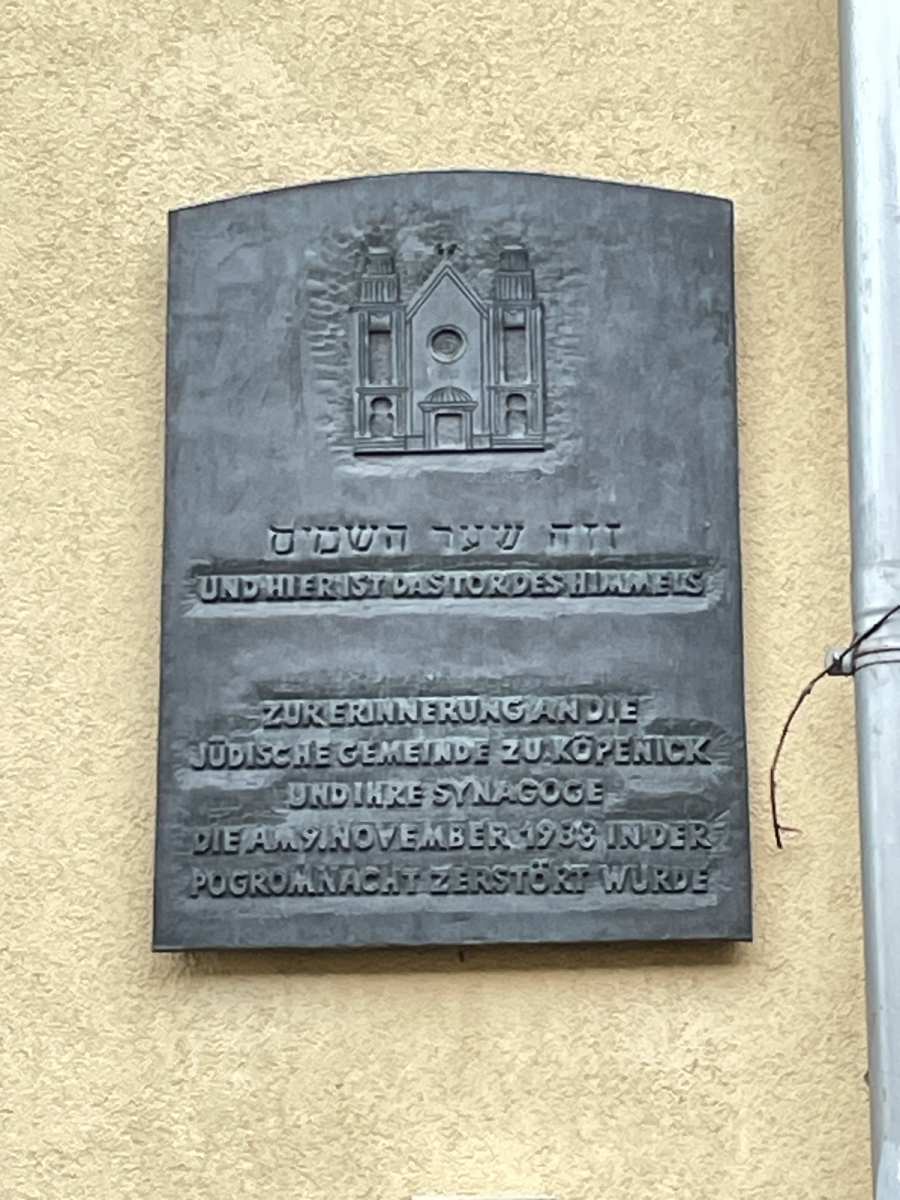 וזה שער השמים
UND HIER IST DAS TOR DES HIMMELS
ZUR ERINNERUNG AN DIE
JÜDISCHE GEMEINDE ZU KÖPENICK
UND IHRE SYNAGOGE
DIE AM 9. NOVEMBER 1938 IN DER
POGROMNACHT ZERSTÖRT WURDE